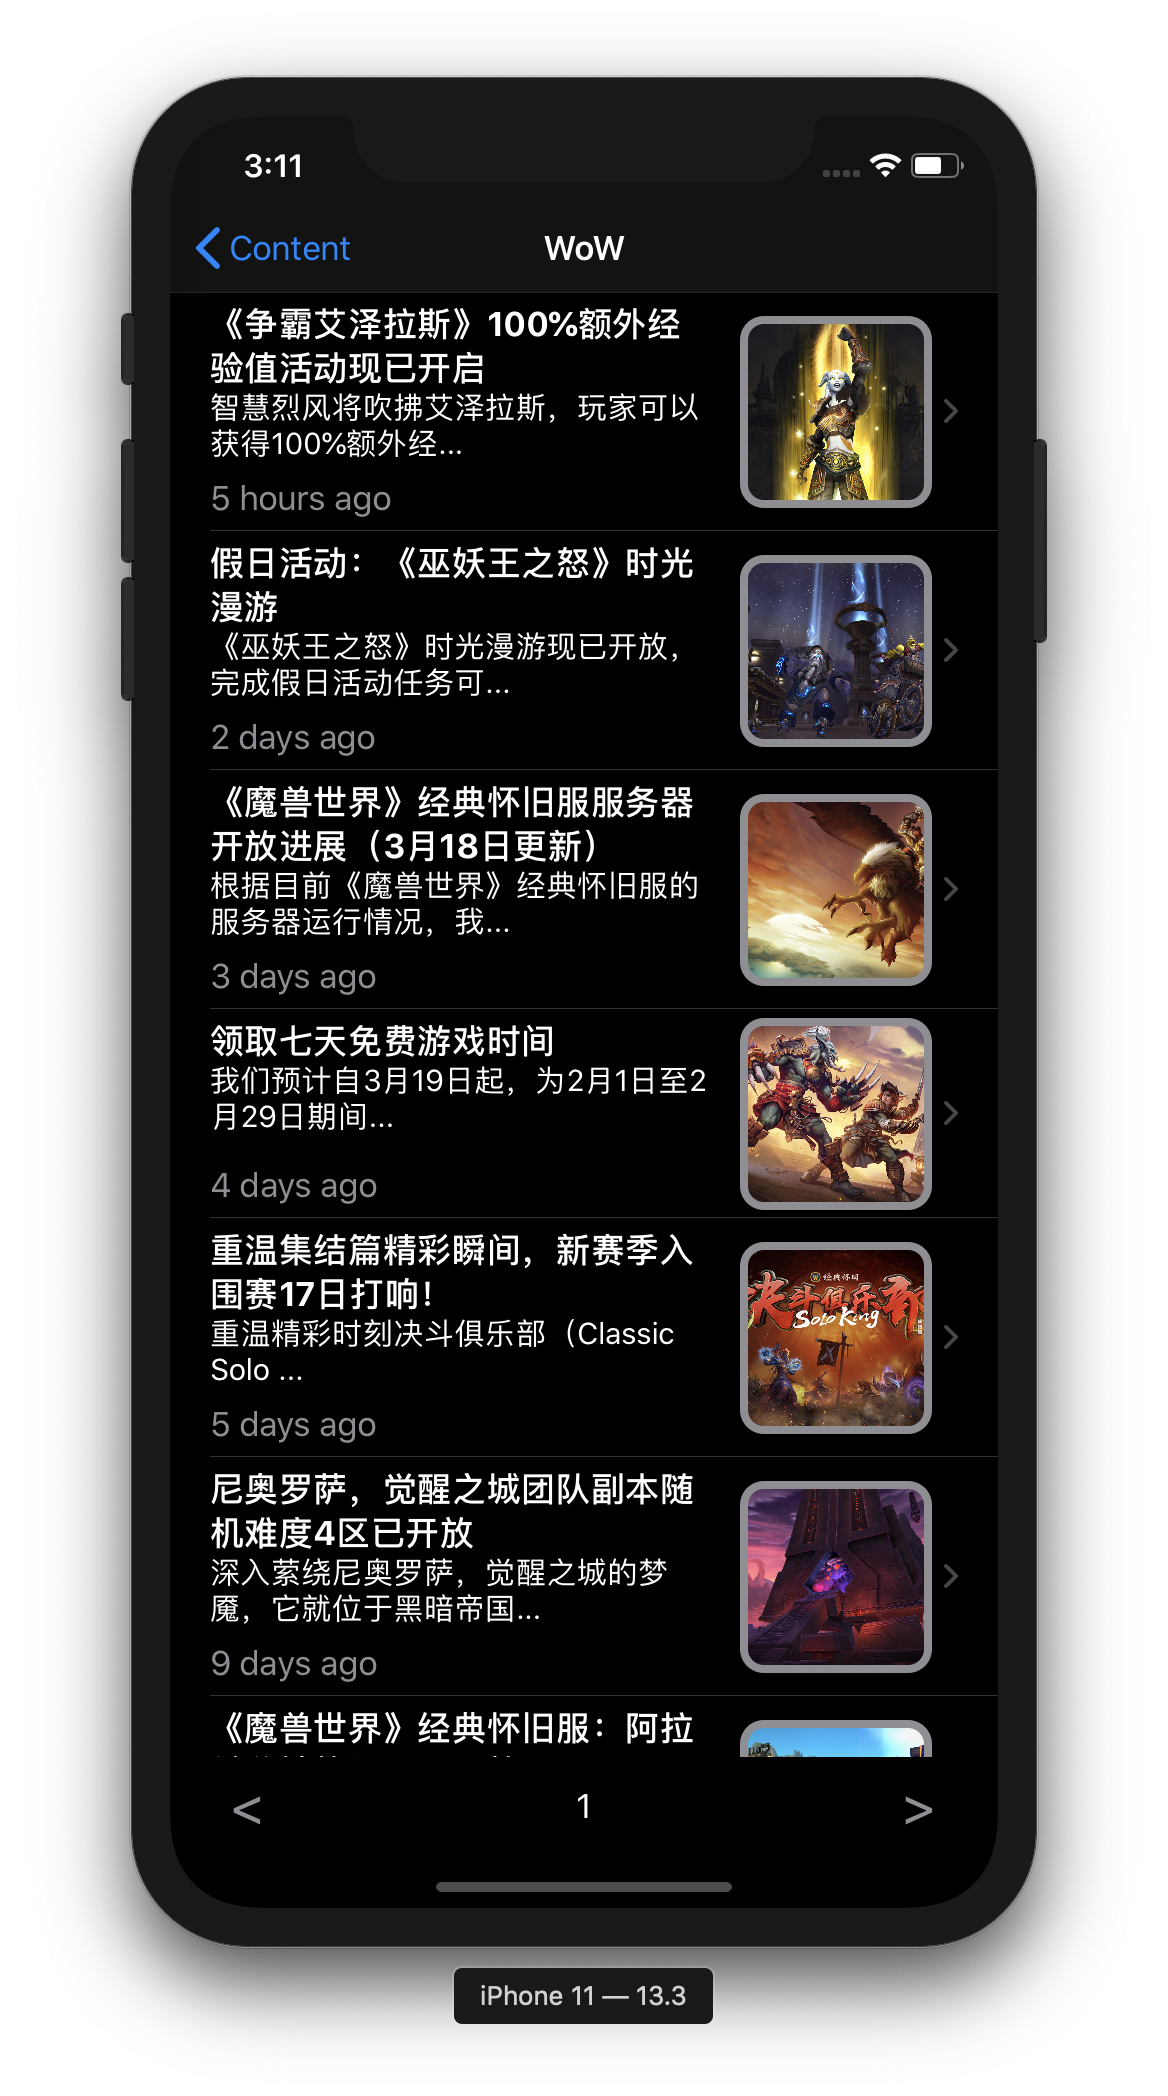 3:11
Content
WoW
《争霸艾泽拉斯》100%额外经
验值活动现已开启
智慧烈风将吹拂艾泽拉斯，玩家可以
获得100%额外经...
5 hours ago
假日活动：《巫妖王之怒》时光
漫游
《巫妖王之怒》时光漫游现已开放，
完成假日活动任务可...
2 days ago
《魔兽世界》经典怀旧服服务器
开放进展（3月18日更新）
根据目前《魔兽世界》经典怀旧服的
服务器运行情况，我...
3 days ago
领取七天免费游戏时间
我们预计自3月19日起，为2月1日至2
月29日期间...
4 days ago
重温集结篇精彩瞬间，新赛季入
围赛17日打响！
重温精彩时刻决斗俱乐部（Classic
Solo ...
5 days ago
经典怀旧
决斗俱乐部
Solo King
尼奥罗萨，觉醒之城团队副本随
机难度4区已开放
深入萦绕尼奥罗萨，觉醒之城的梦
魇，它就位于黑暗帝国...
9 days ago
《魔兽世界》经典怀旧服：阿拉
<
1
>
iPhone 11 — 13.3